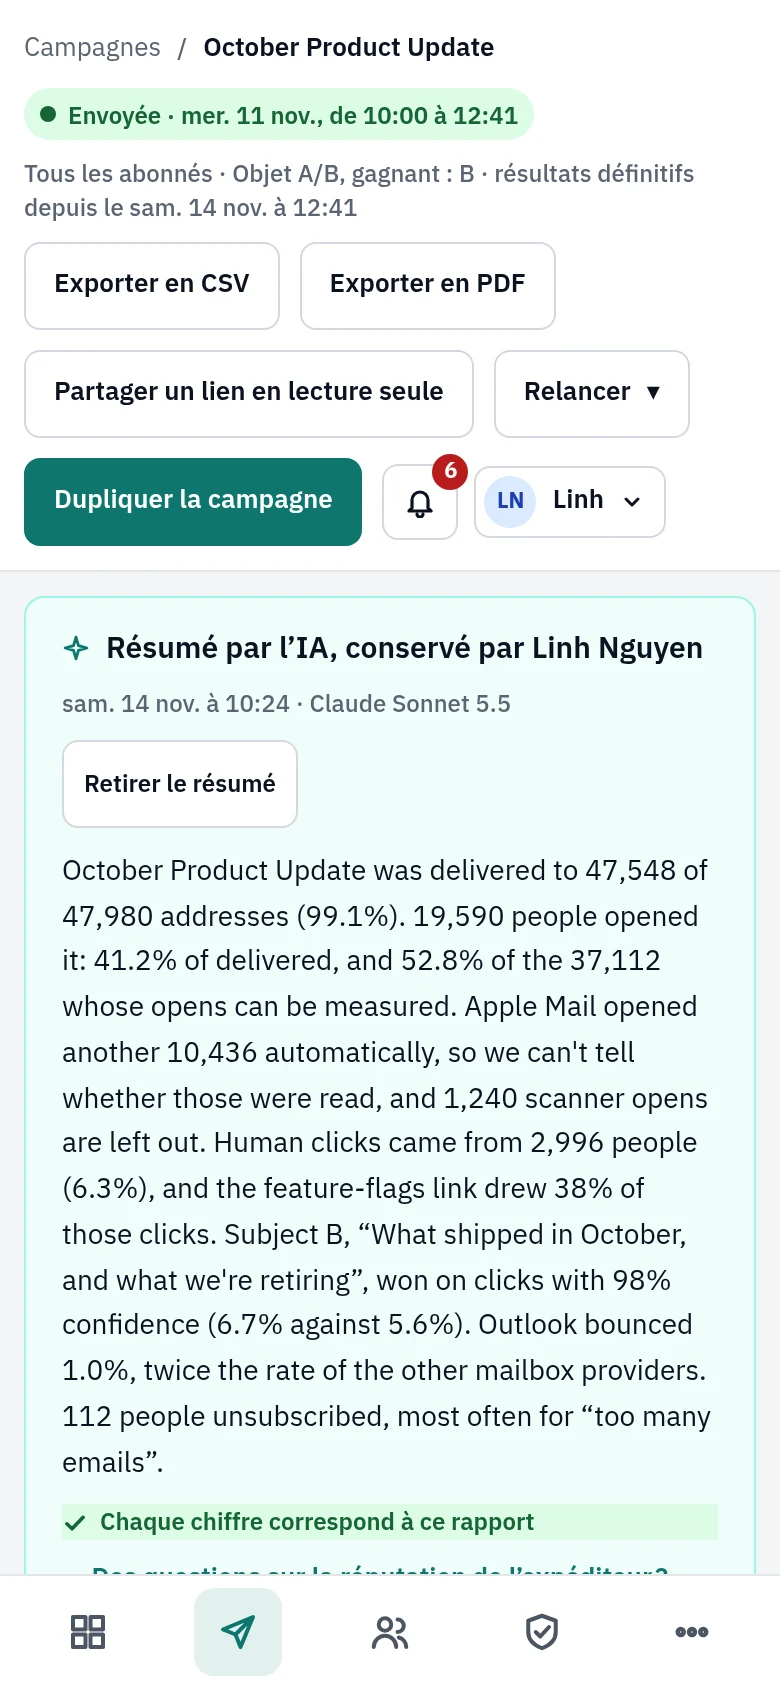 Campagnes / October Product Update
Envoyée · mer. 11 nov., de 10:00 à 12:41
Tous les abonnés · Objet A/B, gagnant : B · résultats définitifs
depuis le sam. 14 nov. à 12:41
Exporter en CSV
Exporter en PDF
Partager un lien en lecture seule
Relancer ▼
Dupliquer la campagne
6
LN Linh
Résumé par l’IA, conservé par Linh Nguyen
sam. 14 nov. à 10:24 · Claude Sonnet 5.5
Retirer le résumé
October Product Update was delivered to 47,548 of
47,980 addresses (99.1%). 19,590 people opened
it: 41.2% of delivered, and 52.8% of the 37,112
whose opens can be measured. Apple Mail opened
another 10,436 automatically, so we can't tell
whether those were read, and 1,240 scanner opens
are left out. Human clicks came from 2,996 people
(6.3%), and the feature-flags link drew 38% of
those clicks. Subject B, “What shipped in October,
and what we're retiring”, won on clicks with 98%
confidence (6.7% against 5.6%). Outlook bounced
1.0%, twice the rate of the other mailbox providers.
112 people unsubscribed, most often for “too many
emails”.
Chaque chiffre correspond à ce rapport
Des questions sur la réputation de l’expéditeur ?